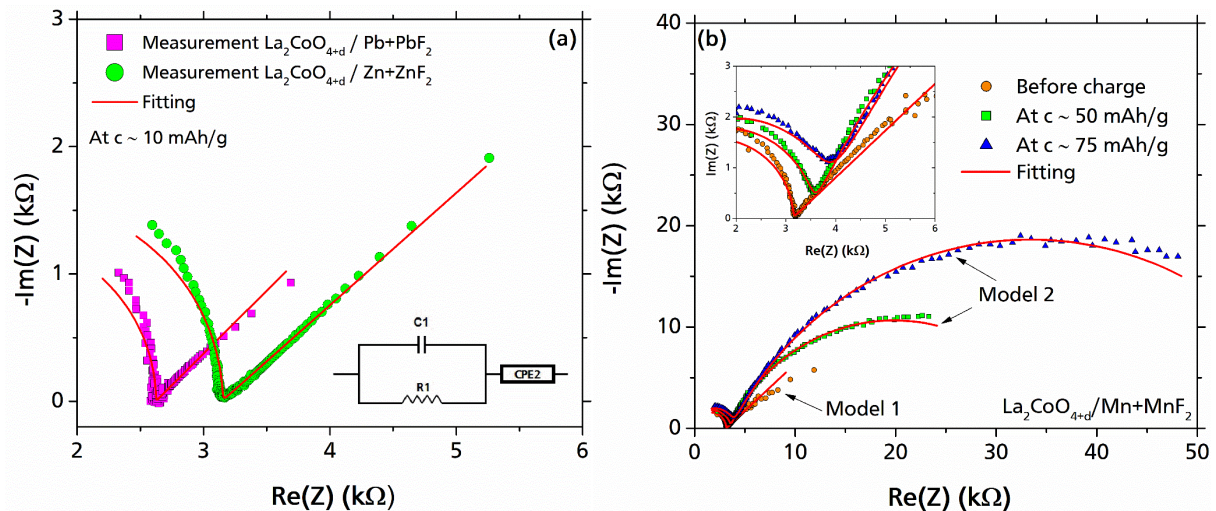 (a)
Measurement La2CoO4+d / Pb+PbF2
Measurement La2CoO4+d / Zn+ZnF2
Fitting
At c ~ 10 mAh/g
-Im(Z) (kΩ)
3
2
1
0
C1
R1
CPE2
2 3 4 5 6
Re(Z) (kΩ)
(b)
Im(Z) (kΩ)
3
2
1
0
2 3 4 5 6
Re(Z) (kΩ)
Before charge
At c ~ 50 mAh/g
At c ~ 75 mAh/g
Fitting
-Im(Z) (kΩ)
40
30
20
10
0
Model 2
Model 1
La2CoO4+d/Mn+MnF2
0 10 20 30 40 50
Re(Z) (kΩ)